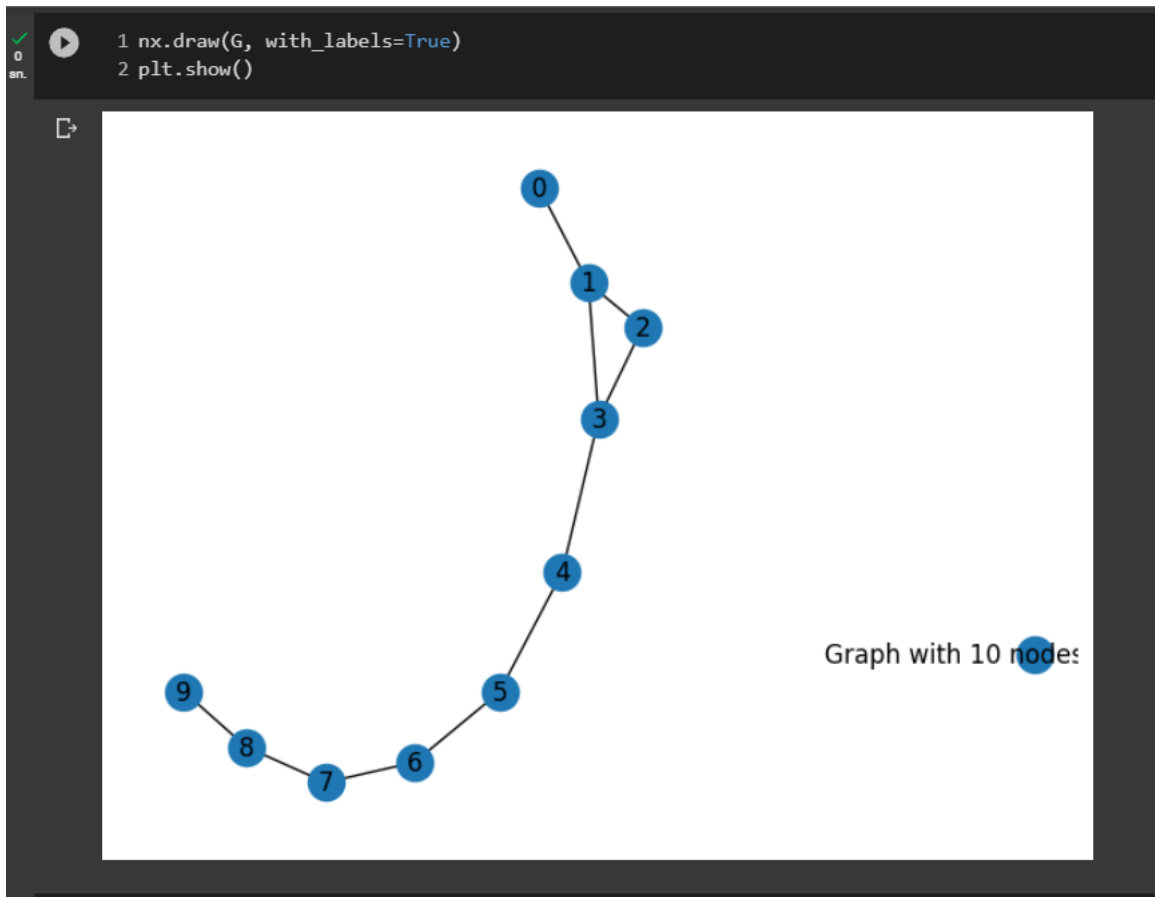 1 nx.draw(G, with_labels=True)
0
2 plt.show()
sn.
0
1
2
3
4
Graph with 10 nodes
9
5
8
6
7